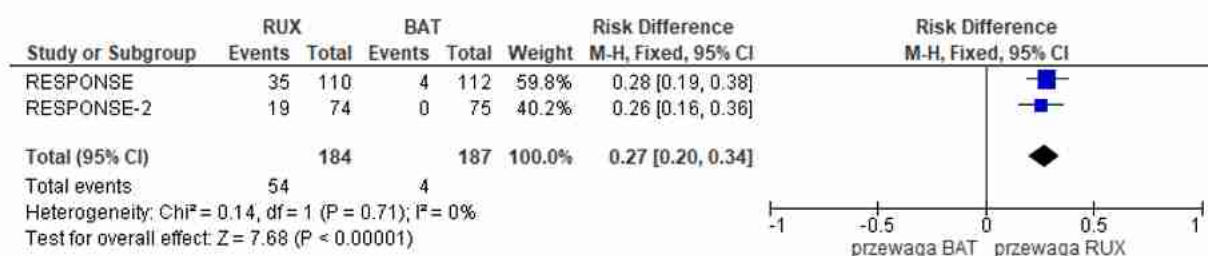 RUX BAT Risk Difference Risk Difference
Study or Subgroup Events Total Events Total Weight M-H, Fixed, 95% CI M-H, Fixed, 95% CI
RESPONSE 35 110 4 112 59.8% 0.28 [0.19, 0.38]
RESPONSE-2 19 74 0 75 40.2% 0.26 [0.16, 0.36]
Total (95% CI) 184 187 100.0% 0.27 [0.20, 0.34]
Total events 54 4
Heterogeneity: Chi² = 0.14, df = 1 (P = 0.71); I² = 0%
Test for overall effect: Z = 7.68 (P < 0.00001)
-1 -0.5 0 0.5 1
przewaga BAT przewaga RUX